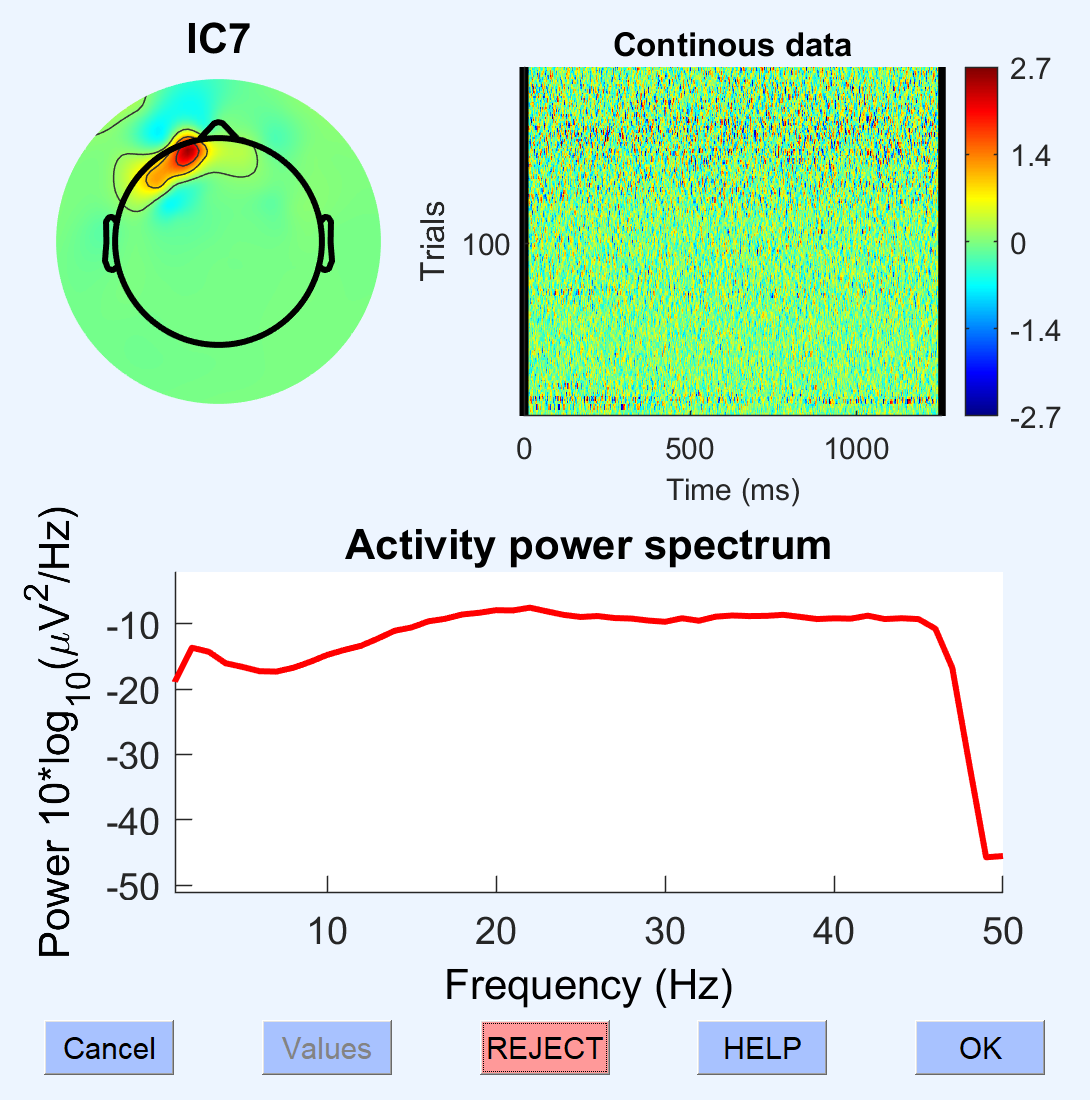 IC7
Continous data
Trials
100
0
500
1000
Time (ms)
2.7
1.4
0
-1.4
-2.7
Activity power spectrum
Power 10*log10(μV2/Hz)
-10
-20
-30
-40
-50
10
20
30
40
50
Frequency (Hz)
Cancel
Values
REJECT
HELP
OK